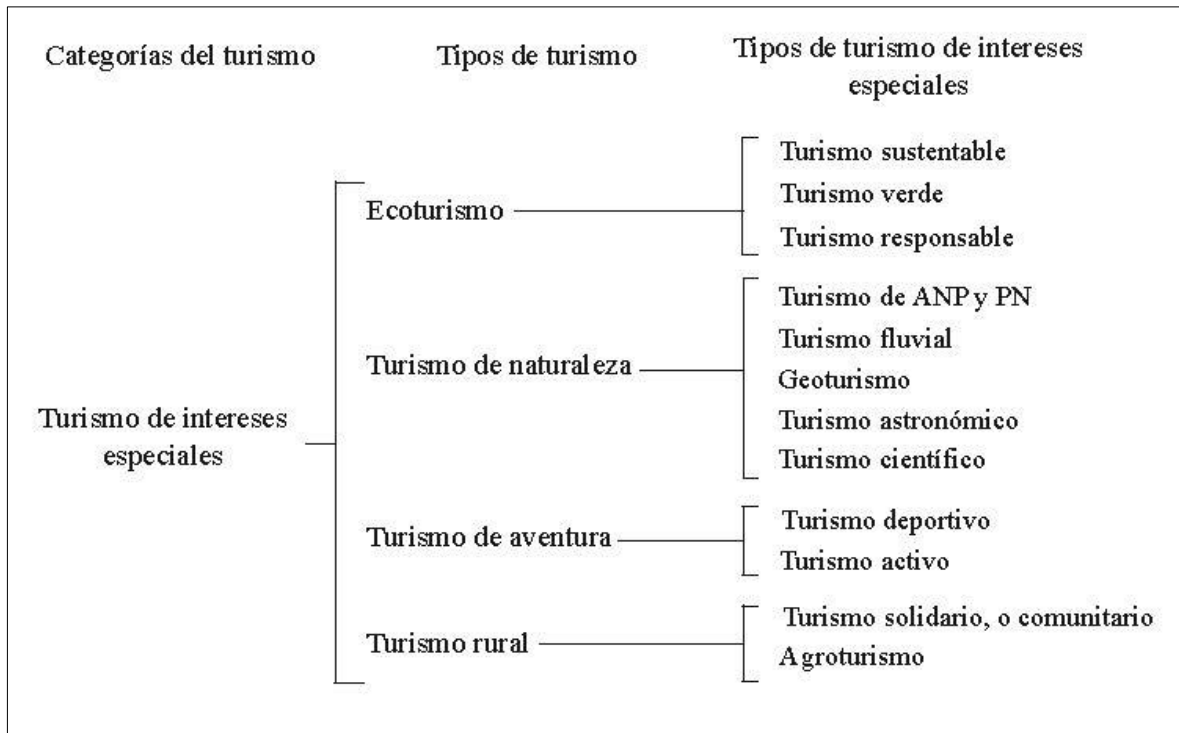 Categorías del turismo
Tipos de turismo
Tipos de turismo de intereses
especiales
Turismo de intereses
especiales
Ecoturismo
Turismo sustentable
Turismo verde
Turismo responsable
Turismo de naturaleza
Turismo de ANP y PN
Turismo fluvial
Geoturismo
Turismo astronómico
Turismo científico
Turismo de aventura
Turismo deportivo
Turismo activo
Turismo rural
Turismo solidario, o comunitario
Agroturismo